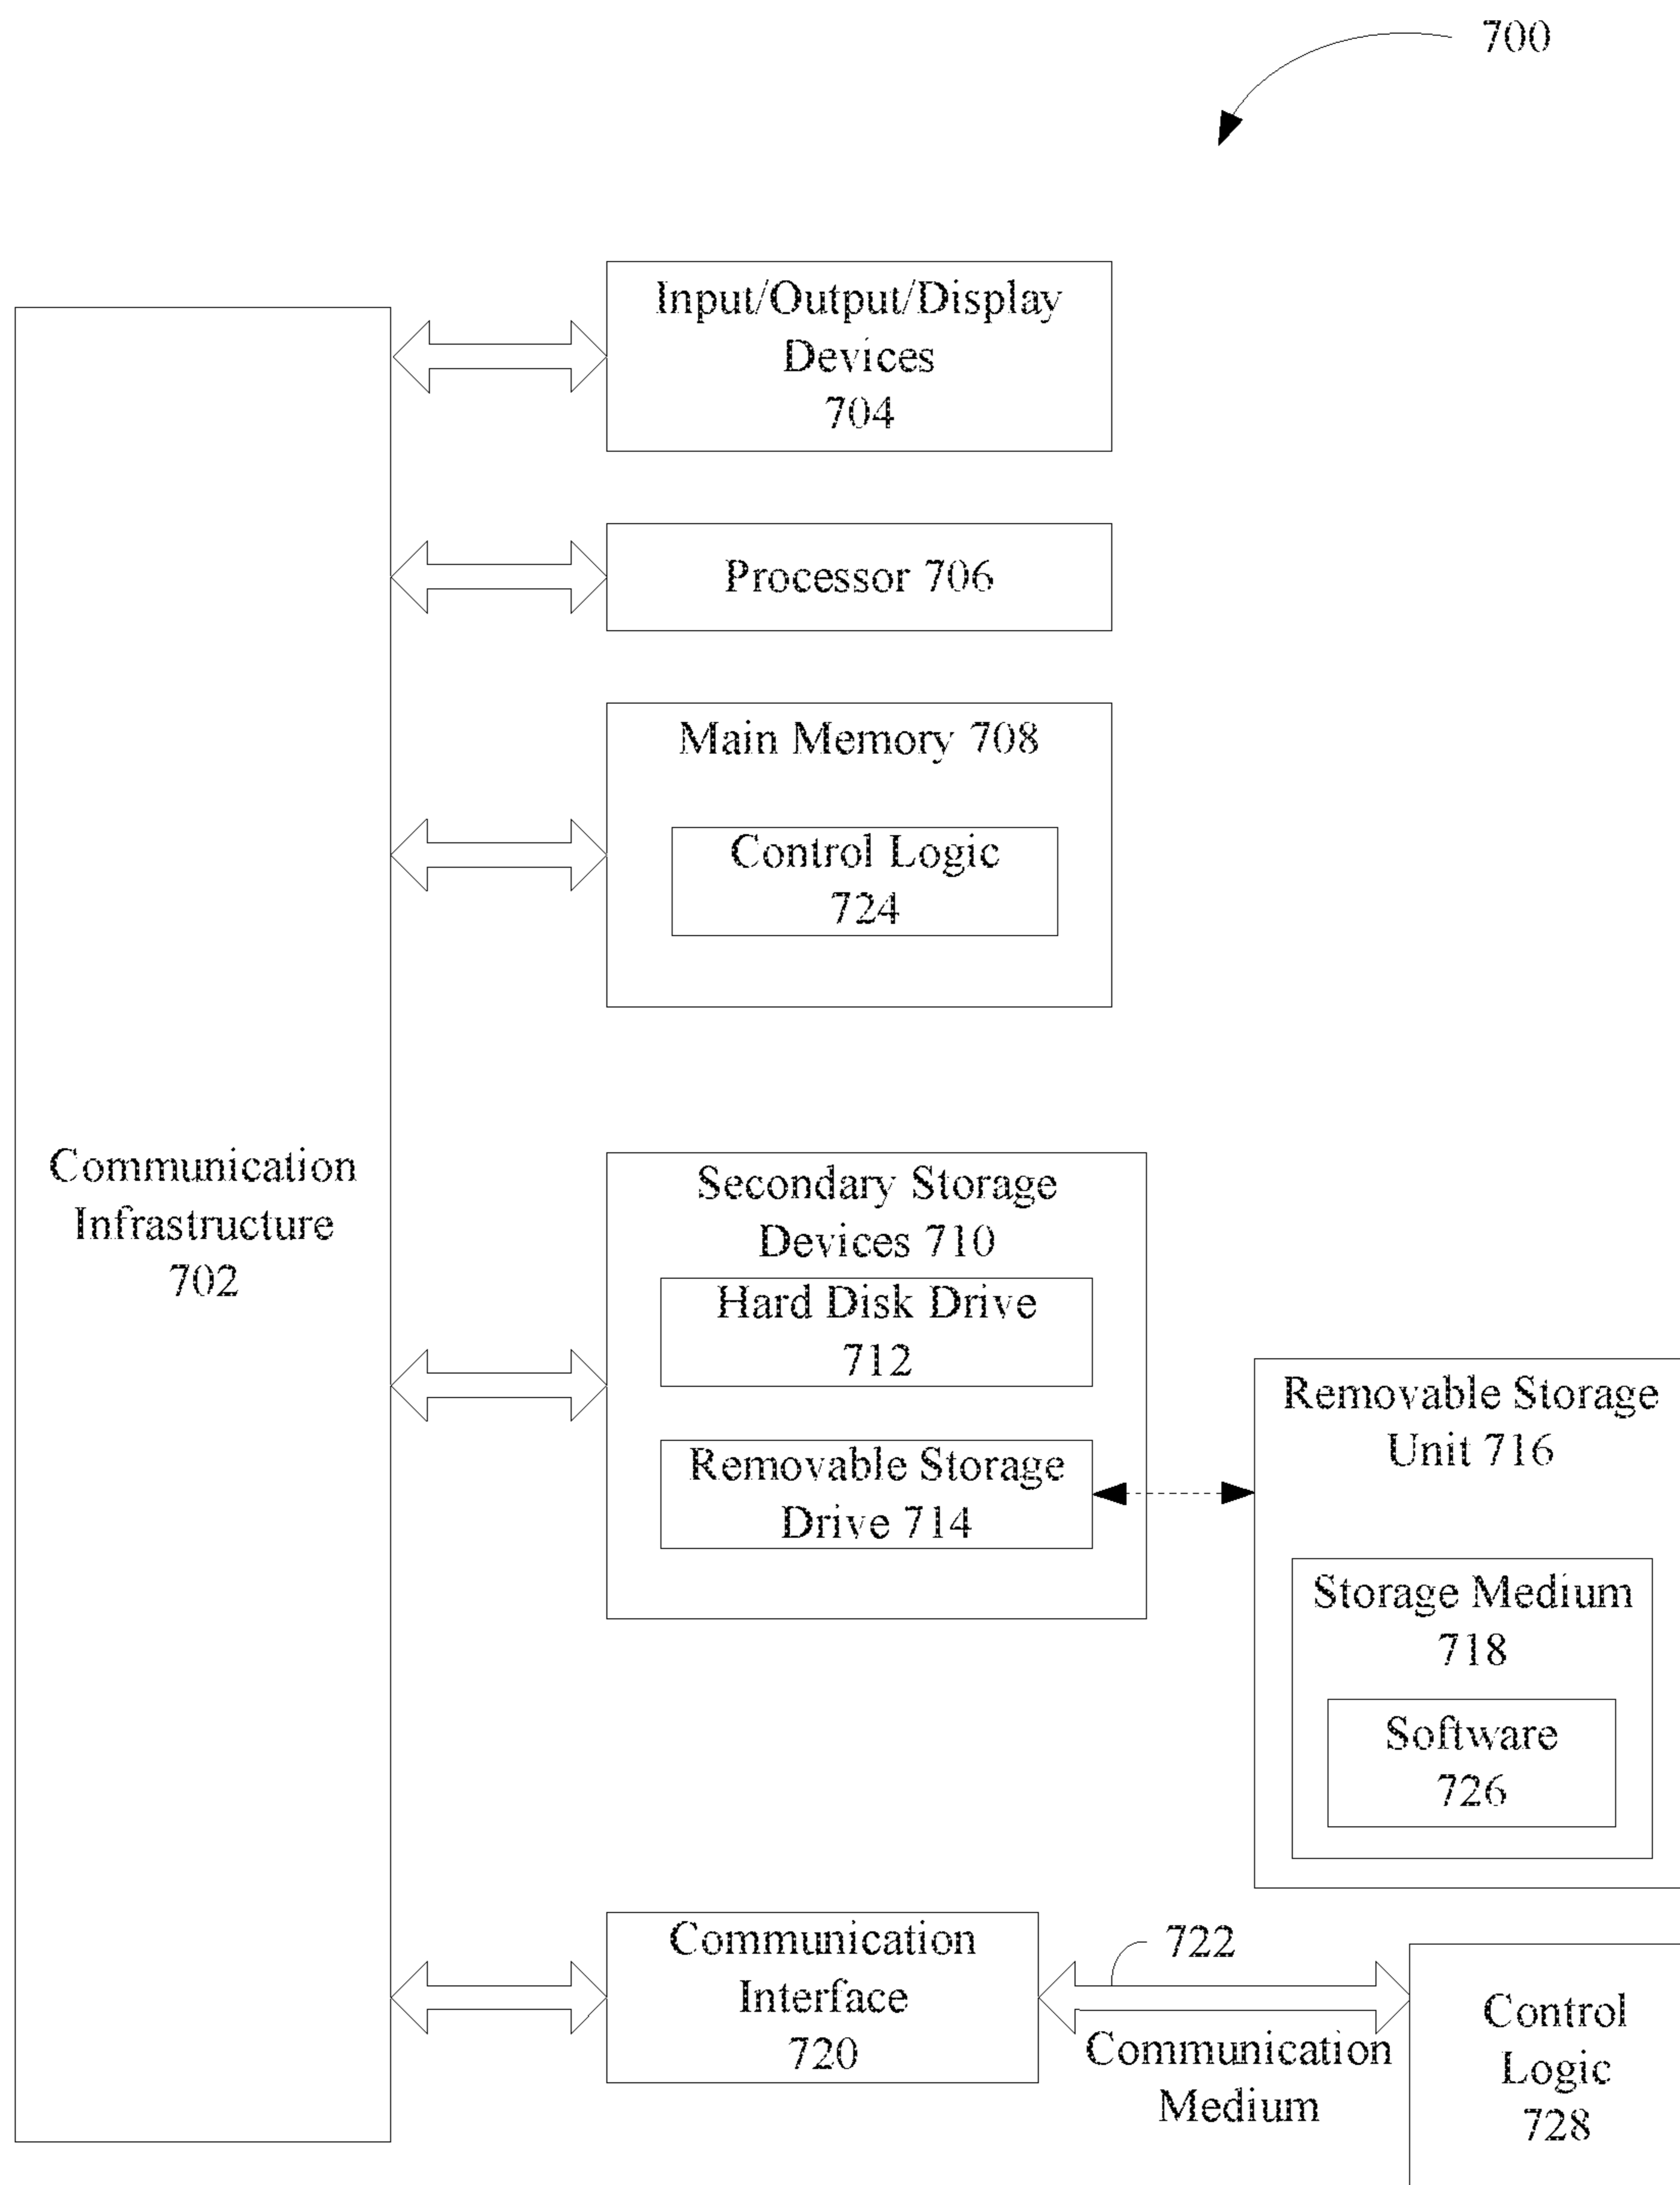 700
Input/Output/Display
Devices
704
Processor 706
Main Memory 708
Control Logic
724
Communication
Infrastructure
702
Secondary Storage
Devices 710
Hard Disk Drive
712
Removable Storage
Drive 714
Removable Storage
Unit 716
Storage Medium
718
Software
726
Communication
Interface
720
722
Communication
Medium
Control
Logic
728